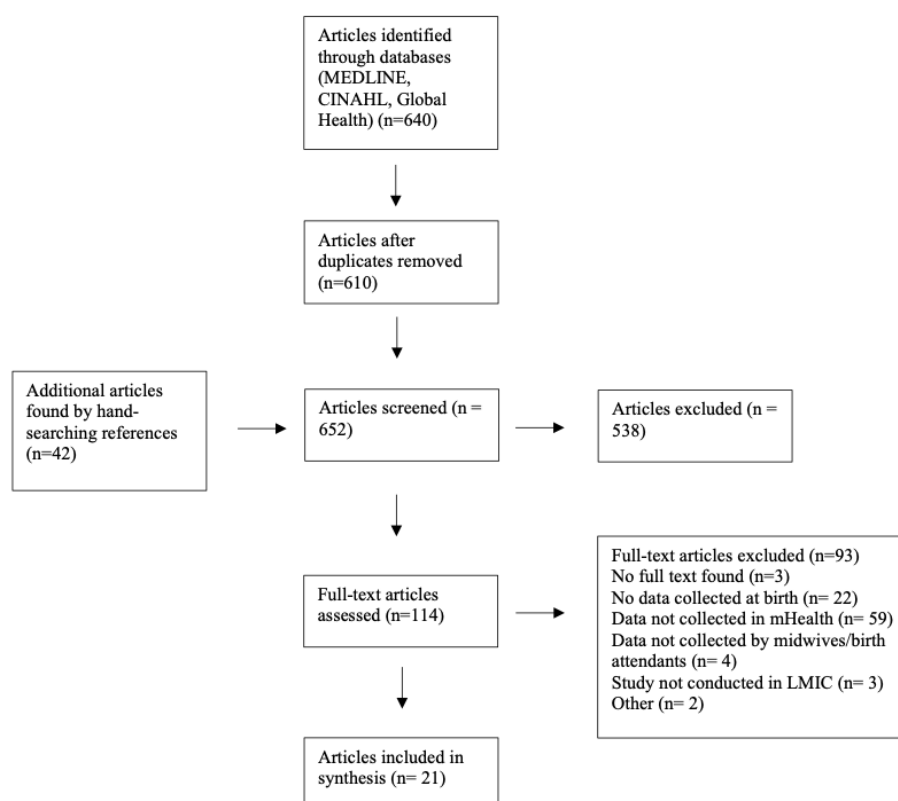 Articles identified
through databases
(MEDLINE,
CINAHL, Global
Health) (n=640)
Articles after
duplicates removed
(n=610)
Additional articles
found by hand-
searching references
(n=42)
Articles screened (n =
652)
Articles excluded (n =
538)
Full-text articles
assessed (n=114)
Full-text articles excluded (n=93)
No full text found (n=3)
No data collected at birth (n= 22)
Data not collected in mHealth (n= 59)
Data not collected by midwives/birth
attendants (n= 4)
Study not conducted in LMIC (n= 3)
Other (n= 2)
Articles included in
synthesis (n= 21)